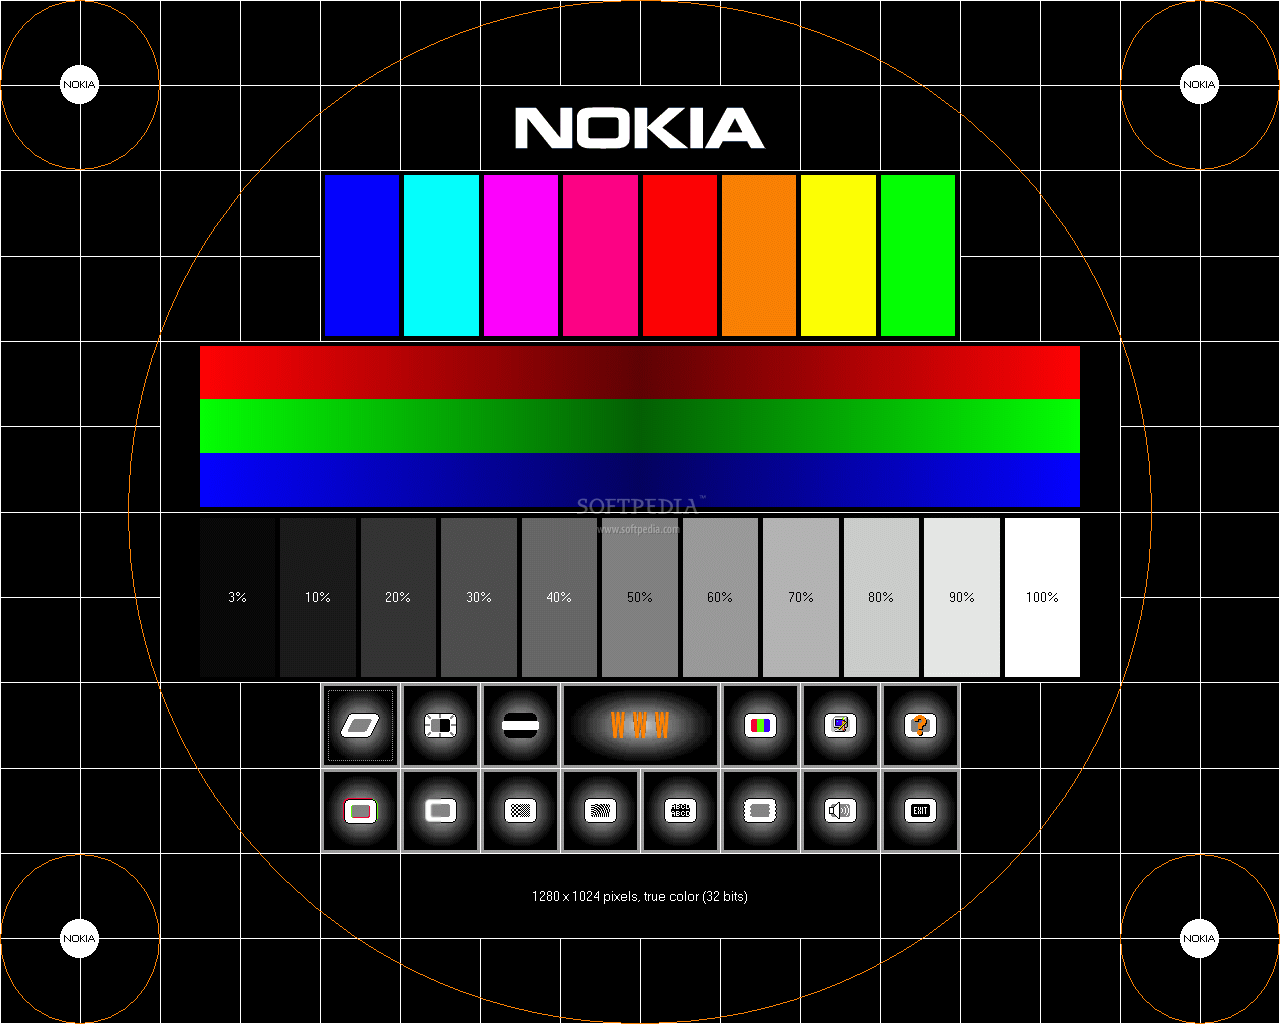 NOKIA NOKIA
NOKIA
SOFTPEDIA™
www.softpedia.com
3% 10% 20% 30% 40% 50% 60% 70% 80% 90% 100%
WWW
?
ABCD
ABCD
EXIT
1280 x 1024 pixels, true color (32 bits)
NOKIA NOKIA